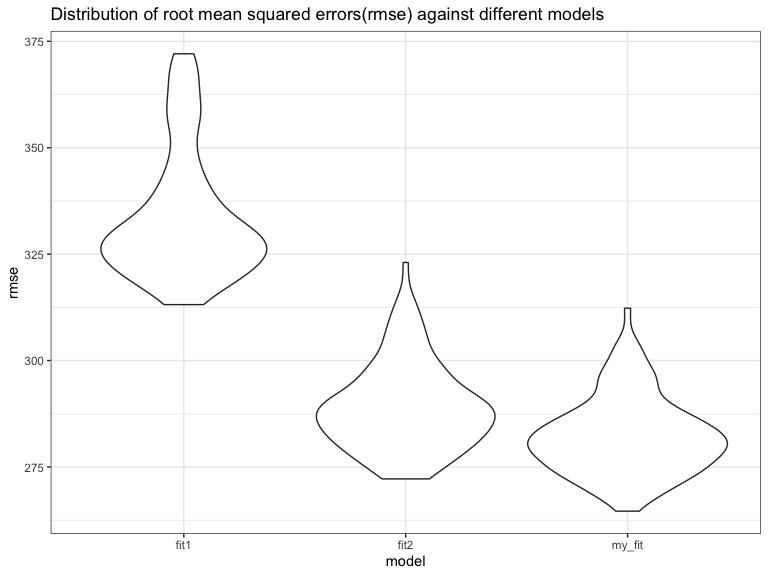 Distribution of root mean squared errors(rmse) against different models
375
350
325
300
275
rmse
fit1
fit2
my_fit
model